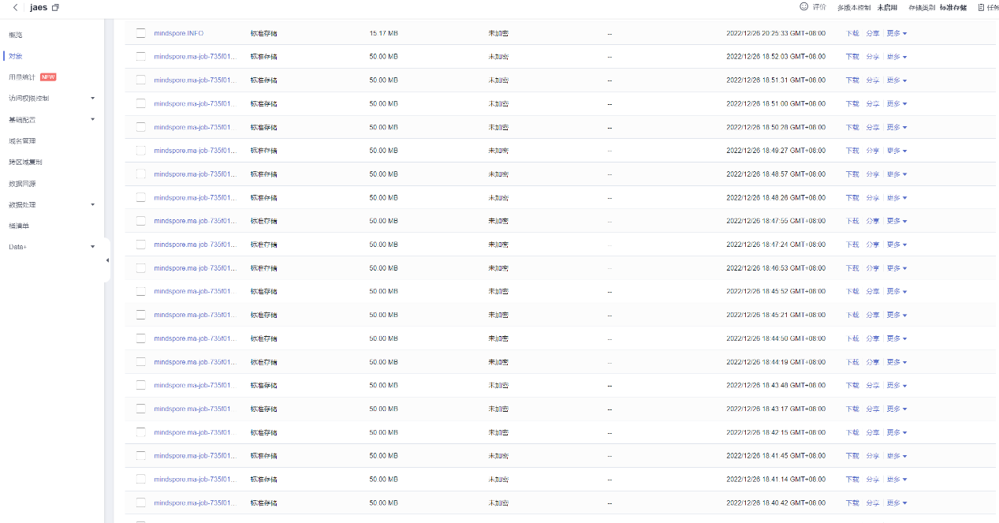 jaes 评价 多版本控制 未启用 存储类别 标准存储 任务
概览
对象
用量统计 NEW
访问权限控制
基础配置
域名管理
跨区域复制
数据回源
数据处理
桶清单
Data+
mindspore.INFO 标准存储 15.17 MB 未加密 -- 2022/12/26 20:25:33 GMT+08:00 下载 分享 更多
mindspore.ma-job-735f01... 标准存储 50.00 MB 未加密 -- 2022/12/26 18:52:03 GMT+08:00 下载 分享 更多
mindspore.ma-job-735f01... 标准存储 50.00 MB 未加密 -- 2022/12/26 18:51:31 GMT+08:00 下载 分享 更多
mindspore.ma-job-735f01... 标准存储 50.00 MB 未加密 -- 2022/12/26 18:51:00 GMT+08:00 下载 分享 更多
mindspore.ma-job-735f01... 标准存储 50.00 MB 未加密 -- 2022/12/26 18:50:28 GMT+08:00 下载 分享 更多
mindspore.ma-job-735f01... 标准存储 50.00 MB 未加密 -- 2022/12/26 18:49:27 GMT+08:00 下载 分享 更多
mindspore.ma-job-735f01... 标准存储 50.00 MB 未加密 -- 2022/12/26 18:48:57 GMT+08:00 下载 分享 更多
mindspore.ma-job-735f01... 标准存储 50.00 MB 未加密 -- 2022/12/26 18:48:26 GMT+08:00 下载 分享 更多
mindspore.ma-job-735f01... 标准存储 50.00 MB 未加密 -- 2022/12/26 18:47:55 GMT+08:00 下载 分享 更多
mindspore.ma-job-735f01... 标准存储 50.00 MB 未加密 -- 2022/12/26 18:47:24 GMT+08:00 下载 分享 更多
mindspore.ma-job-735f01... 标准存储 50.00 MB 未加密 -- 2022/12/26 18:46:53 GMT+08:00 下载 分享 更多
mindspore.ma-job-735f01... 标准存储 50.00 MB 未加密 -- 2022/12/26 18:45:52 GMT+08:00 下载 分享 更多
mindspore.ma-job-735f01... 标准存储 50.00 MB 未加密 -- 2022/12/26 18:45:21 GMT+08:00 下载 分享 更多
mindspore.ma-job-735f01... 标准存储 50.00 MB 未加密 -- 2022/12/26 18:44:50 GMT+08:00 下载 分享 更多
mindspore.ma-job-735f01... 标准存储 50.00 MB 未加密 -- 2022/12/26 18:44:19 GMT+08:00 下载 分享 更多
mindspore.ma-job-735f01... 标准存储 50.00 MB 未加密 -- 2022/12/26 18:43:48 GMT+08:00 下载 分享 更多
mindspore.ma-job-735f01... 标准存储 50.00 MB 未加密 -- 2022/12/26 18:43:17 GMT+08:00 下载 分享 更多
mindspore.ma-job-735f01... 标准存储 50.00 MB 未加密 -- 2022/12/26 18:42:15 GMT+08:00 下载 分享 更多
mindspore.ma-job-735f01... 标准存储 50.00 MB 未加密 -- 2022/12/26 18:41:45 GMT+08:00 下载 分享 更多
mindspore.ma-job-735f01... 标准存储 50.00 MB 未加密 -- 2022/12/26 18:41:14 GMT+08:00 下载 分享 更多
mindspore.ma-job-735f01... 标准存储 50.00 MB 未加密 -- 2022/12/26 18:40:42 GMT+08:00 下载 分享 更多